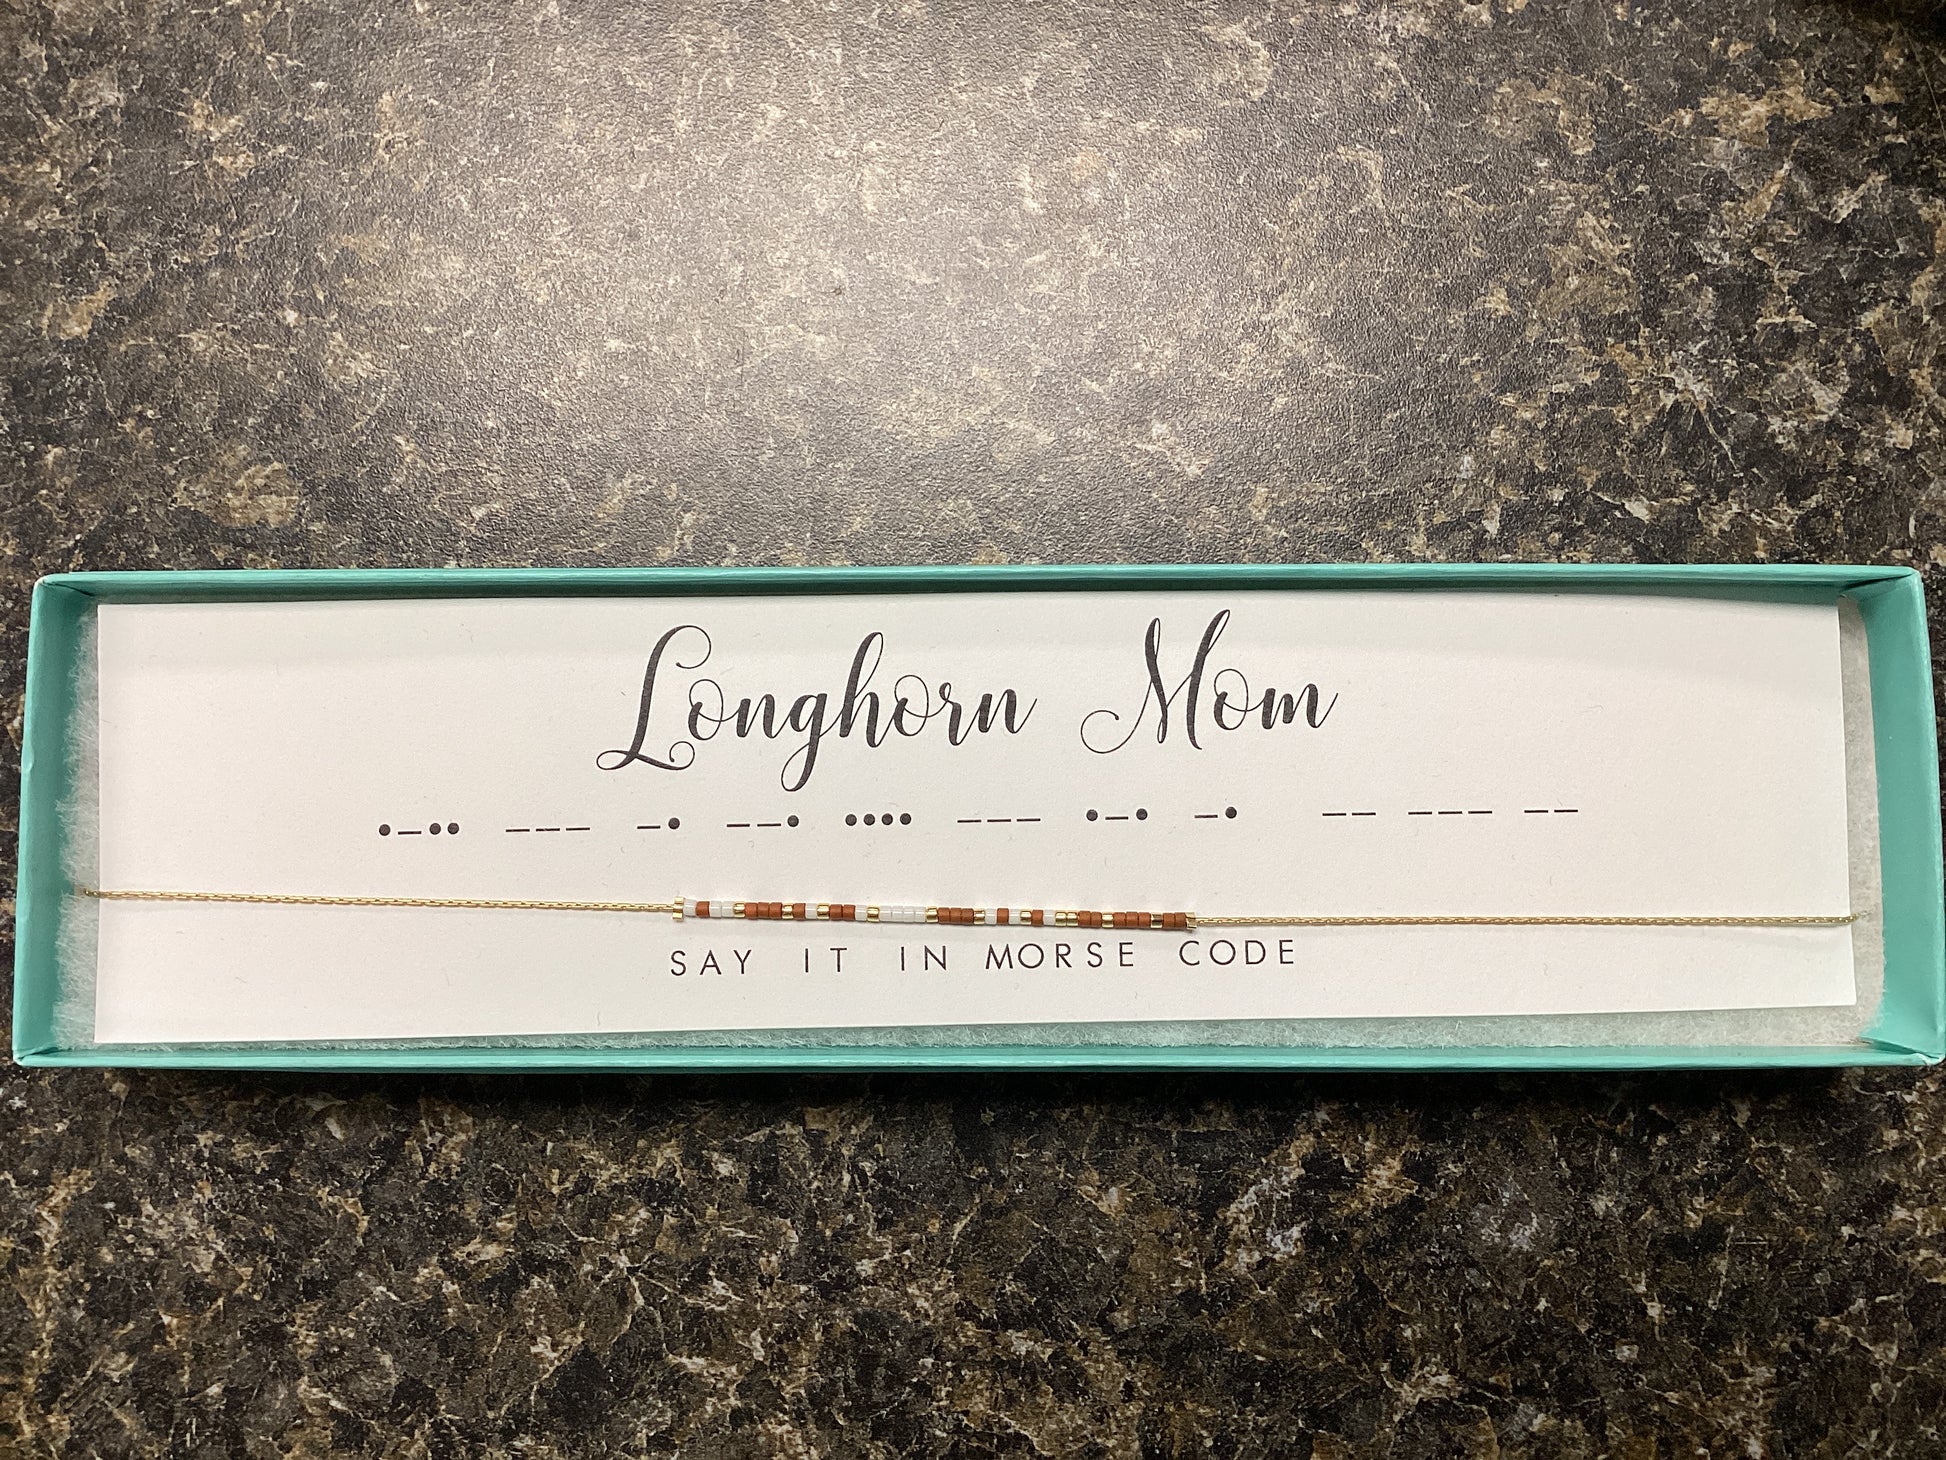 Longhorn Mom
•—•• ——— —• ——• •••• ——— •—• —• —— ——— ——
SAY IT IN MORSE CODE